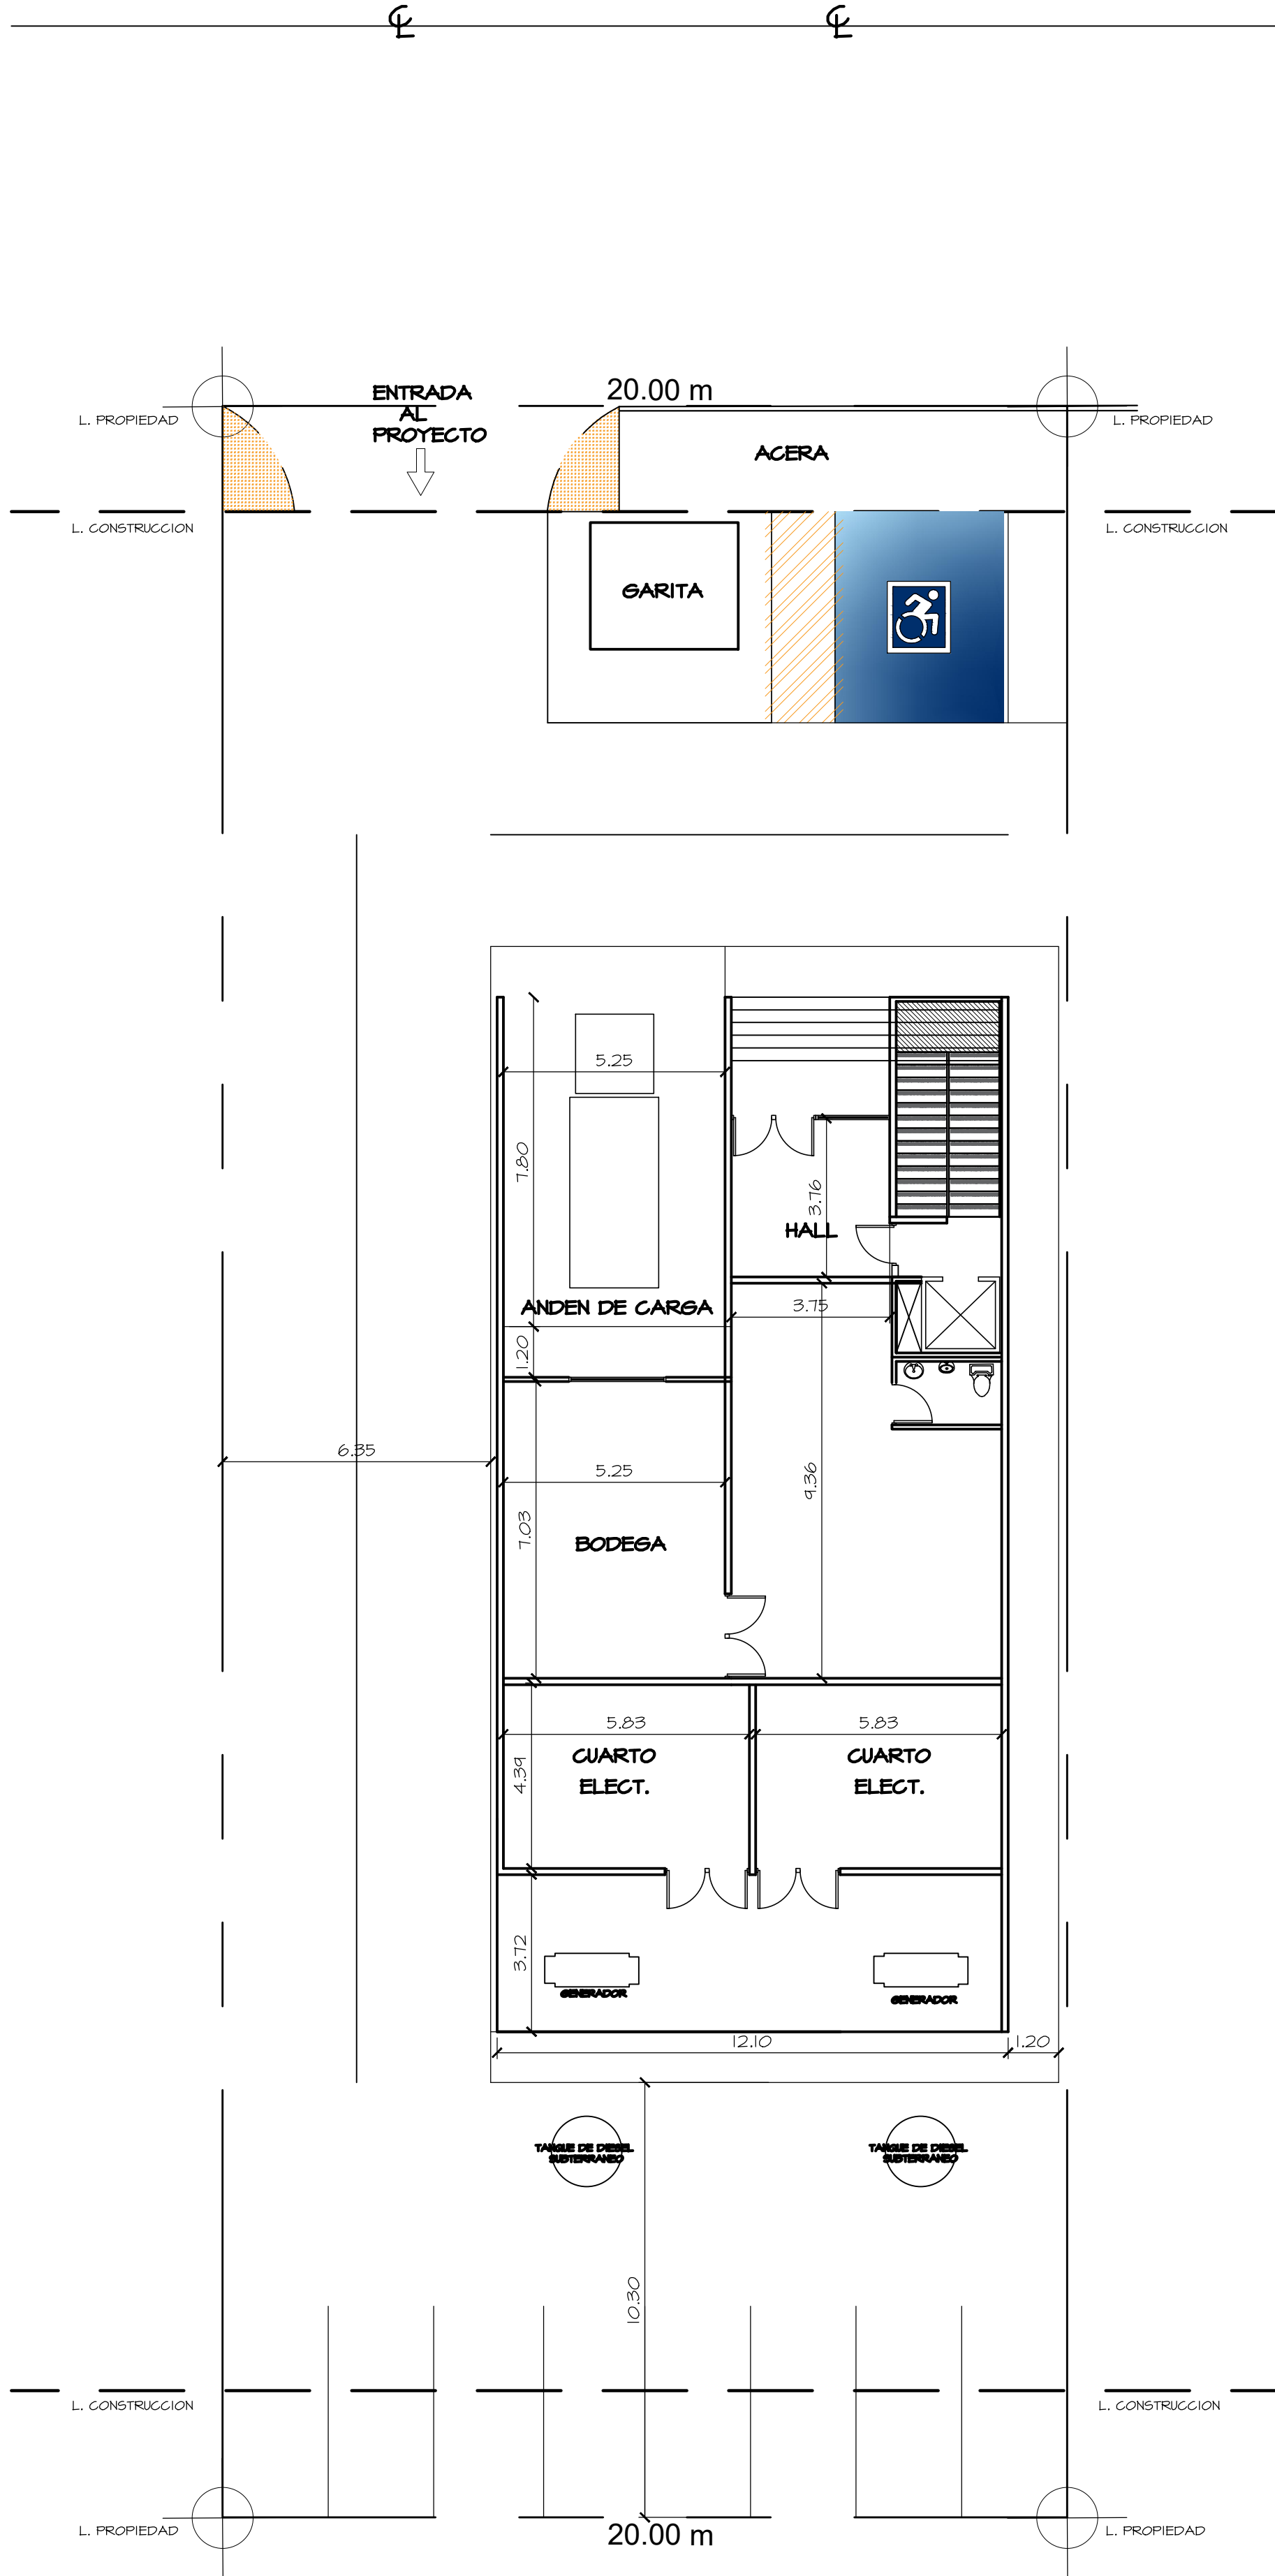 ℄ ℄
ENTRADA
AL
PROYECTO
20.00 m
L. PROPIEDAD
L. PROPIEDAD
ACERA
L. CONSTRUCCION
L. CONSTRUCCION
GARITA
5.25
7.80
3.76
HALL
ANDEN DE CARGA
3.75
1.20
6.35
5.25
9.36
7.03
BODEGA
5.83
5.83
CUARTO
ELECT.
CUARTO
ELECT.
4.39
3.72
GENERADOR
GENERADOR
12.10
1.20
TANQUE DE DIESEL
SUBTERRANEO
TANQUE DE DIESEL
SUBTERRANEO
10.30
L. CONSTRUCCION
L. CONSTRUCCION
L. PROPIEDAD
20.00 m
L. PROPIEDAD